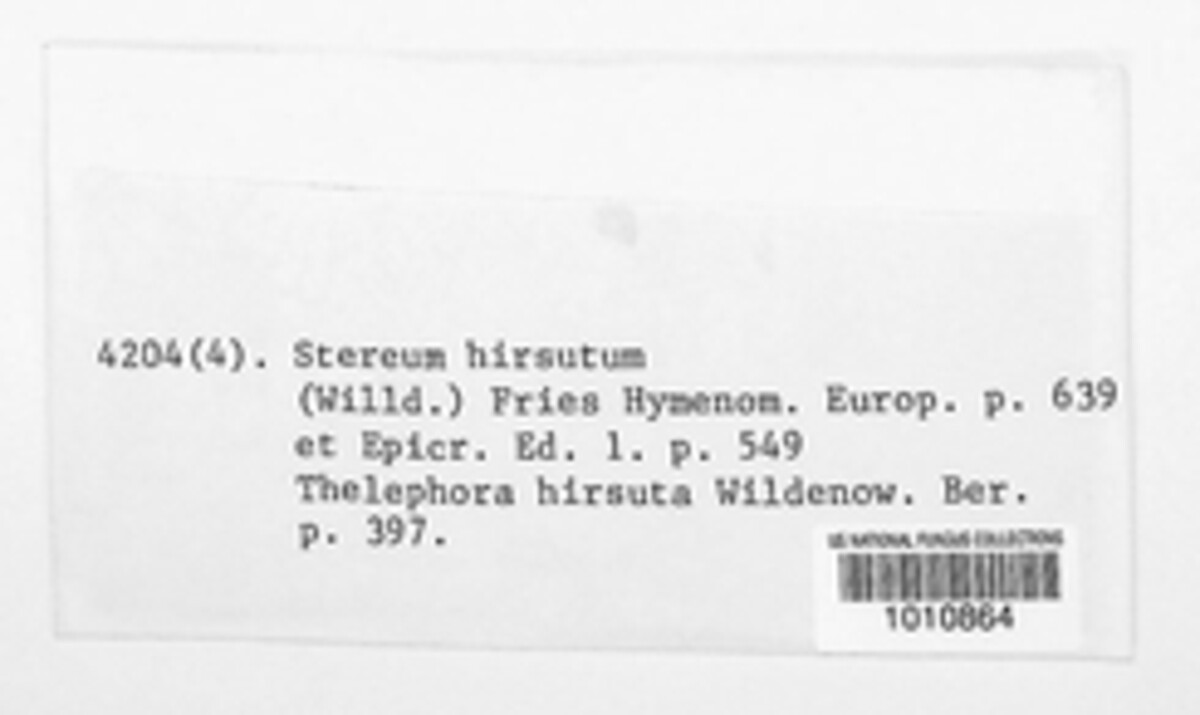 4204(4). Stereum hirsutum
(Willd.) Fries Hymenom. Europ. p. 639
et Epicr. Ed. 1. p. 549
Thelephora hirsuta Wildenow. Ber.
p. 397.
US NATIONAL FUNGUS COLLECTIONS
1010864